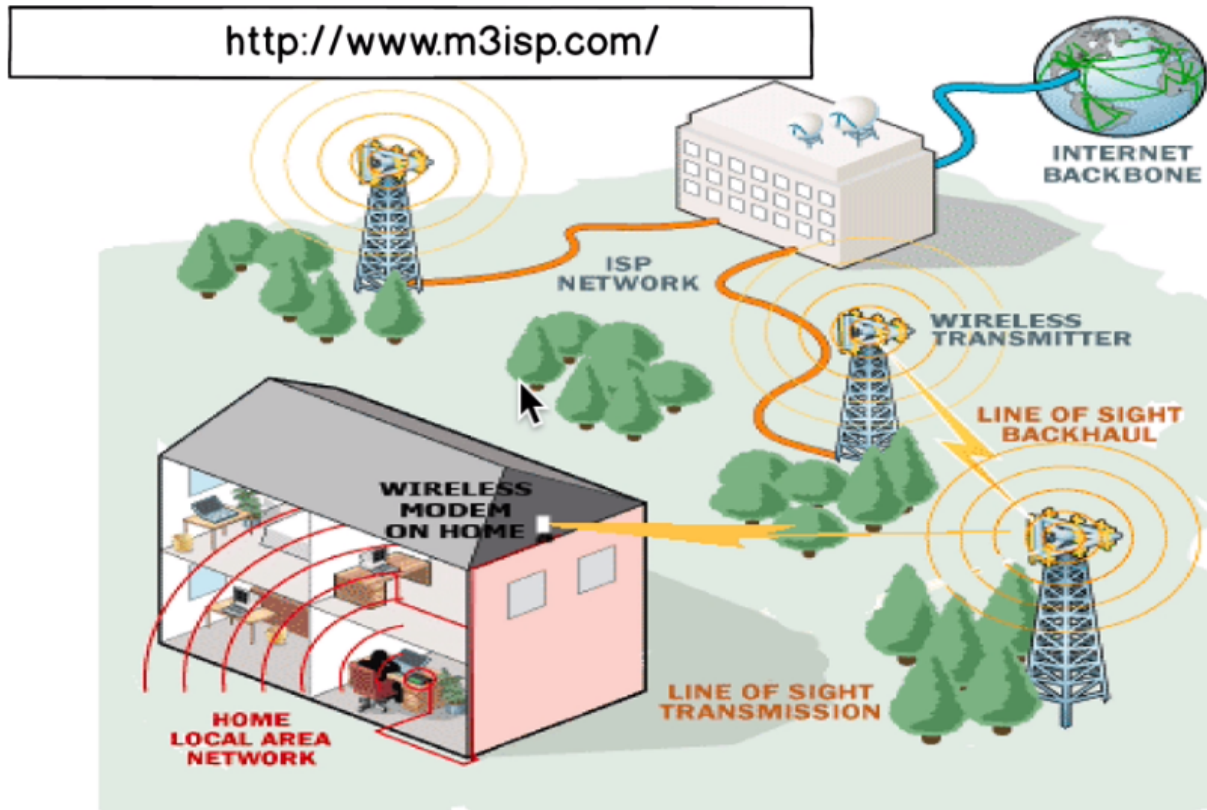 http://www.m3isp.com/
INTERNET
BACKBONE
ISP
NETWORK
WIRELESS
TRANSMITTER
LINE OF SIGHT
BACKHAUL
WIRELESS
MODEM
ON HOME
LINE OF SIGHT
TRANSMISSION
HOME
LOCAL AREA
NETWORK